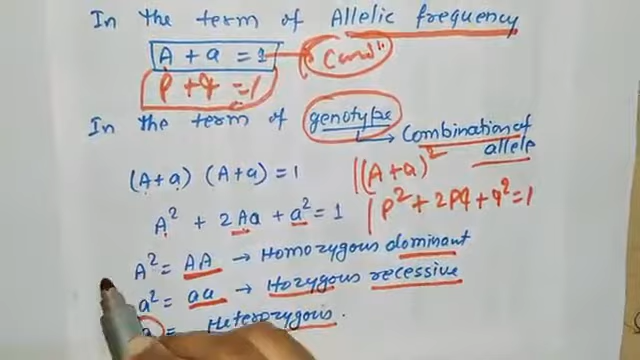 In the term of Allelic frequency
A + a = 1 Cond"
P + q = 1
In the term of genotype
Combination of
allele
(A+a) (A+a) = 1 (A+a)²
A² + 2Aa + a² = 1 P² + 2Pq + q² = 1
A² = AA → Homozygous dominant
a² = aa → Hozygous recessive
= Heterozygous.